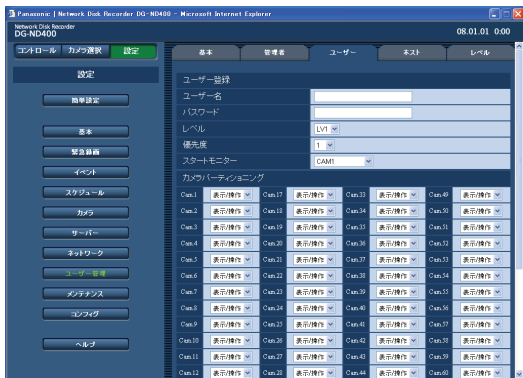 Panasonic | Network Disk Recorder DG-ND400 - Microsoft Internet Explorer
Network Disk Recorder
DG-ND400
08.01.01 0:00
コントロール カメラ選択 設定
基本 管理者 ユーザー ホスト レベル
設定
簡単設定
基本
緊急録画
イベント
スケジュール
カメラ
サーバー
ネットワーク
ユーザー管理
メンテナンス
コンフィグ
ヘルプ
ユーザー登録
ユーザー名
パスワード
レベル LV1
優先度 1
スタートモニター CAM1
カメラパーティショニング
Cam.1 表示/操作 Cam.17 表示/操作 Cam.33 表示/操作 Cam.49 表示/操作
Cam.2 表示/操作 Cam.18 表示/操作 Cam.34 表示/操作 Cam.50 表示/操作
Cam.3 表示/操作 Cam.19 表示/操作 Cam.35 表示/操作 Cam.51 表示/操作
Cam.4 表示/操作 Cam.20 表示/操作 Cam.36 表示/操作 Cam.52 表示/操作
Cam.5 表示/操作 Cam.21 表示/操作 Cam.37 表示/操作 Cam.53 表示/操作
Cam.6 表示/操作 Cam.22 表示/操作 Cam.38 表示/操作 Cam.54 表示/操作
Cam.7 表示/操作 Cam.23 表示/操作 Cam.39 表示/操作 Cam.55 表示/操作
Cam.8 表示/操作 Cam.24 表示/操作 Cam.40 表示/操作 Cam.56 表示/操作
Cam.9 表示/操作 Cam.25 表示/操作 Cam.41 表示/操作 Cam.57 表示/操作
Cam.10 表示/操作 Cam.26 表示/操作 Cam.42 表示/操作 Cam.58 表示/操作
Cam.11 表示/操作 Cam.27 表示/操作 Cam.43 表示/操作 Cam.59 表示/操作
Cam.12 表示/操作 Cam.28 表示/操作 Cam.44 表示/操作 Cam.60 表示/操作